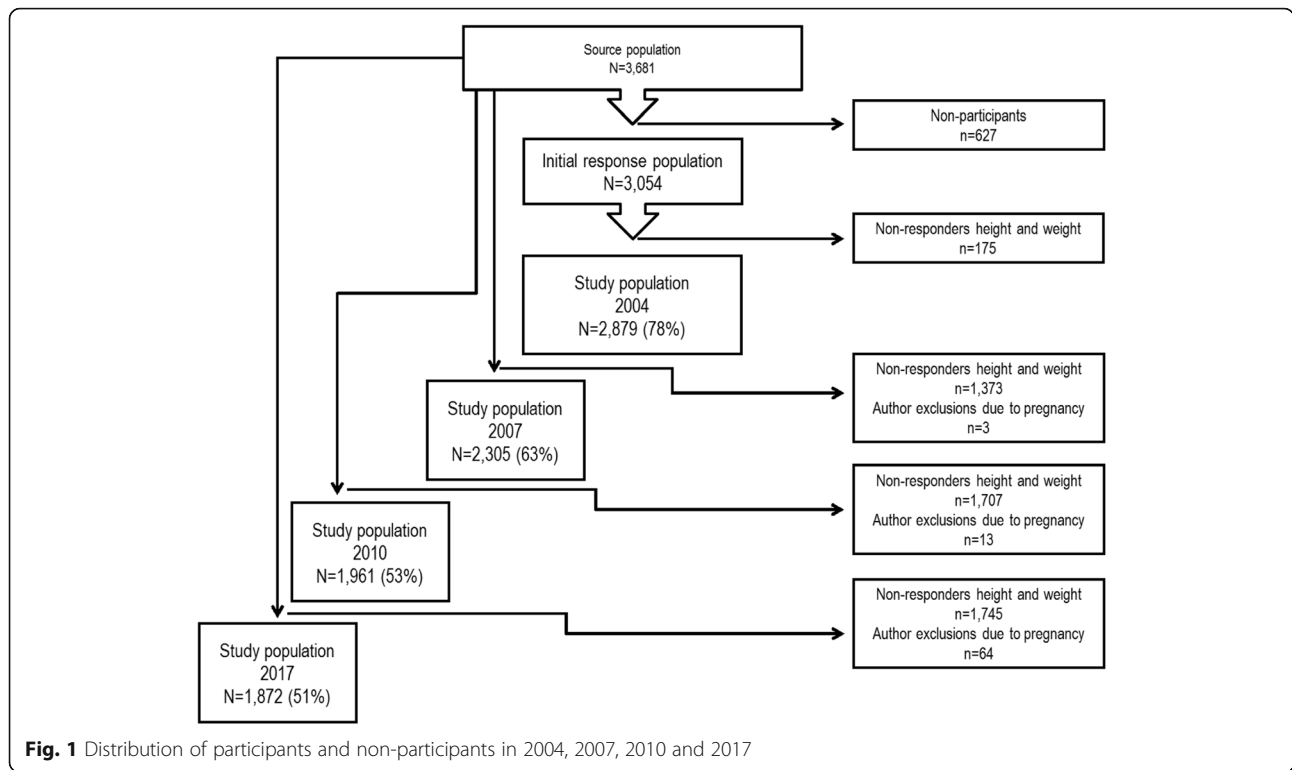 Source population
N=3,681
Non-participants
n=627
Initial response population
N=3,054
Non-responders height and weight
n=175
Study population
2004
N=2,879 (78%)
Non-responders height and weight
n=1,373
Author exclusions due to pregnancy
n=3
Study population
2007
N=2,305 (63%)
Non-responders height and weight
n=1,707
Author exclusions due to pregnancy
n=13
Study population
2010
N=1,961 (53%)
Non-responders height and weight
n=1,745
Author exclusions due to pregnancy
n=64
Study population
2017
N=1,872 (51%)
Fig. 1 Distribution of participants and non-participants in 2004, 2007, 2010 and 2017